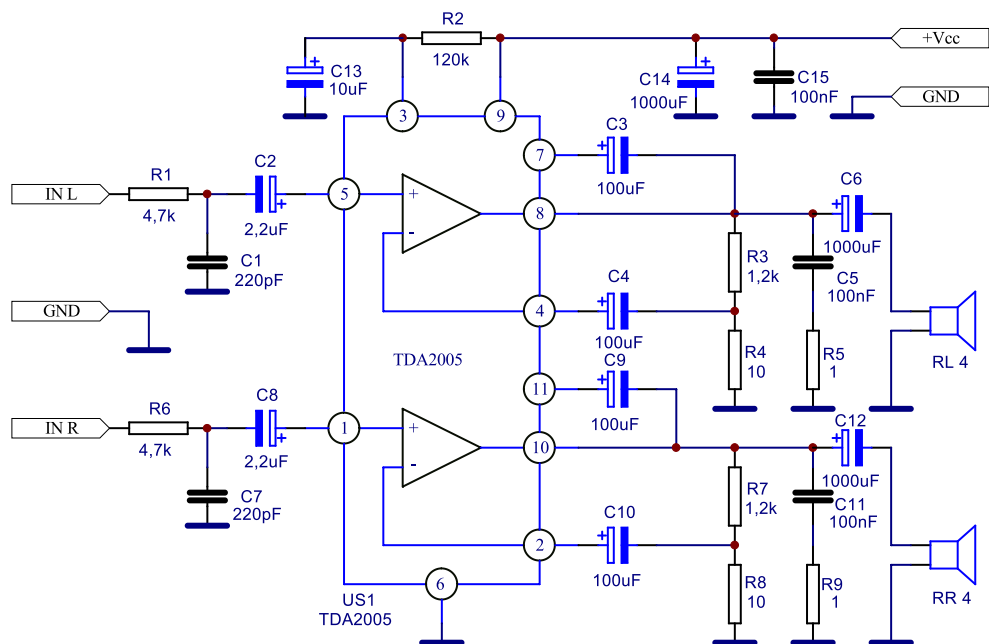 R2
120k
+Vcc
C13
10uF
C14
1000uF
C15
100nF
GND
3
9
C3
100uF
7
IN L
R1
4,7k
C2
2,2uF
5
+
-
8
C6
1000uF
C1
220pF
R3
1,2k
C5
100nF
GND
4
C4
100uF
TDA2005
R4
10
R5
1
RL 4
11
C9
100uF
IN R
R6
4,7k
C8
2,2uF
1
+
-
10
C12
1000uF
C7
220pF
R7
1,2k
C11
100nF
2
C10
100uF
6
US1
TDA2005
R8
10
R9
1
RR 4